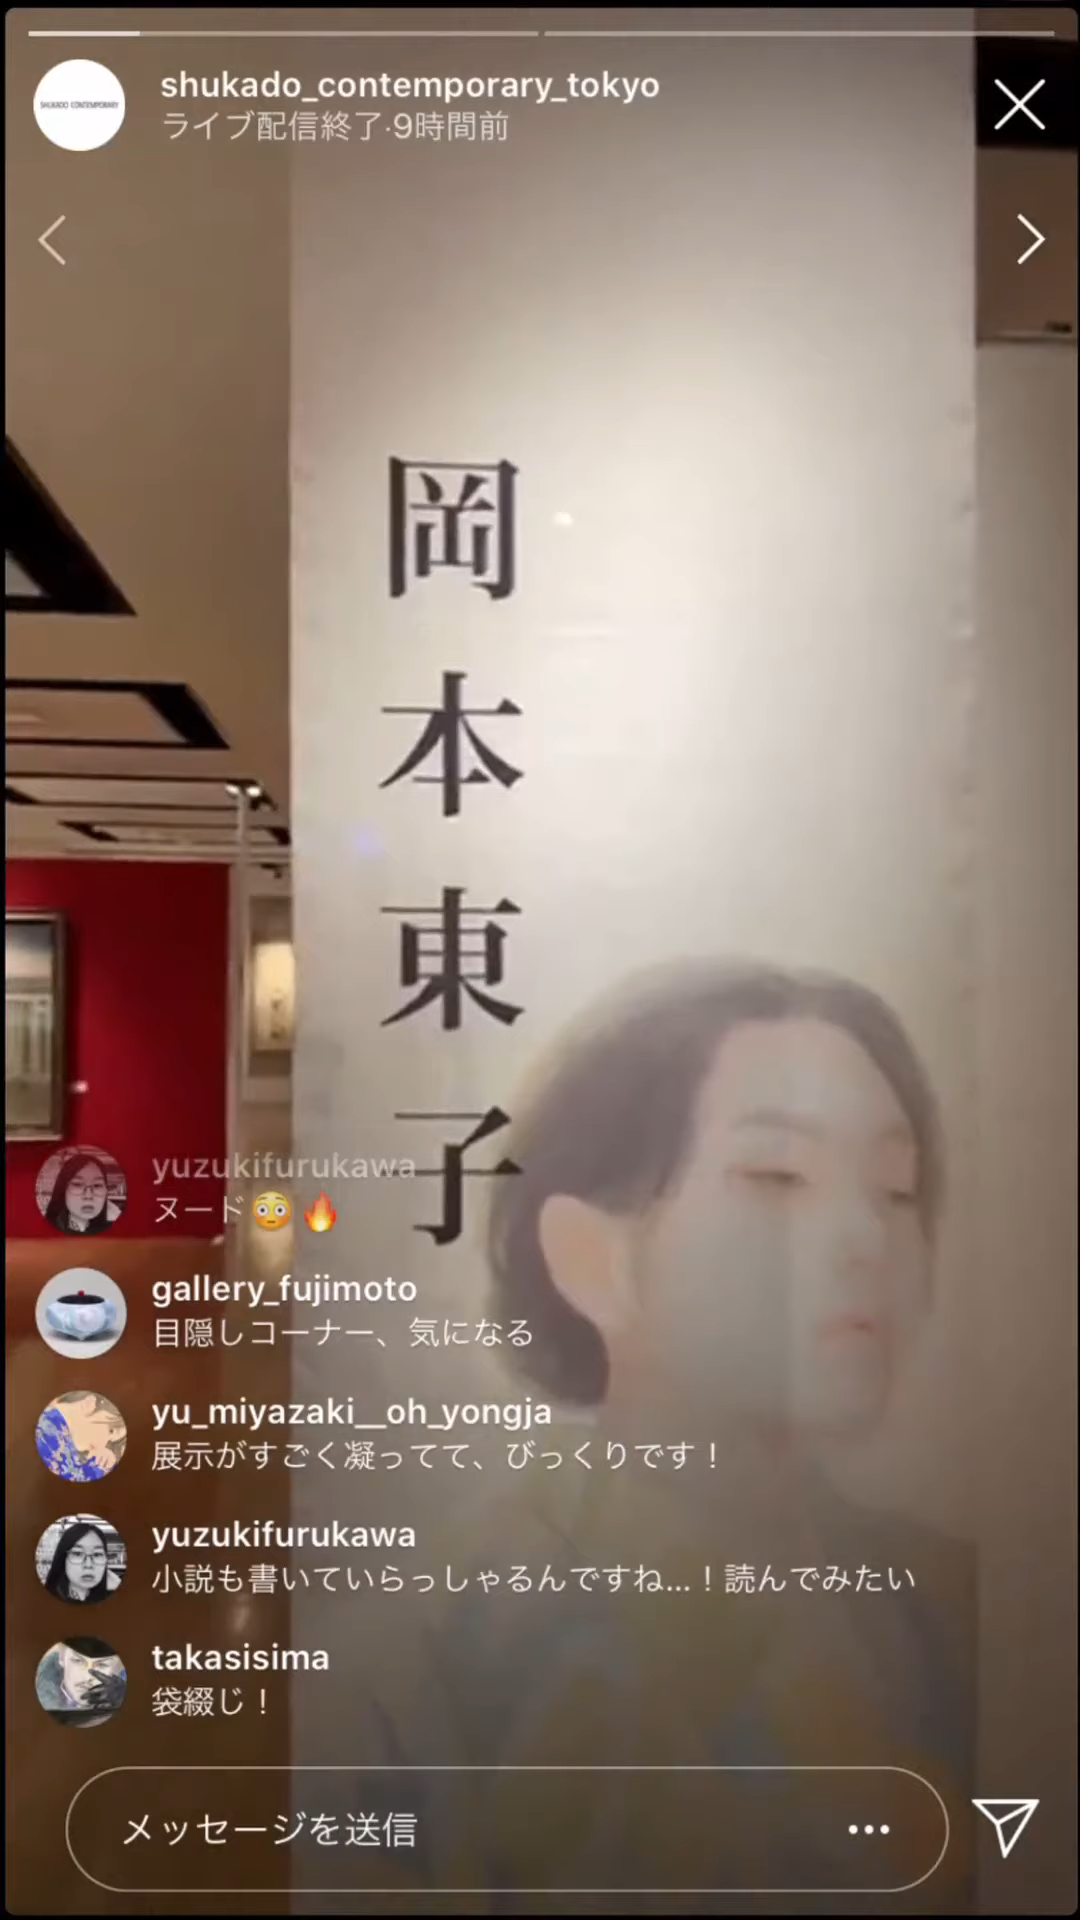 shukado_contemporary_tokyo
ライブ配信終了·9時間前
SHUKADO CONTEMPORARY
岡本東子
yuzukifurukawa
ヌード😳🔥
gallery_fujimoto
目隠しコーナー、気になる
yu_miyazaki__oh_yongja
展示がすごく凝ってて、びっくりです！
yuzukifurukawa
小説も書いていらっしゃるんですね...！読んでみたい
takasisima
袋綴じ！
メッセージを送信